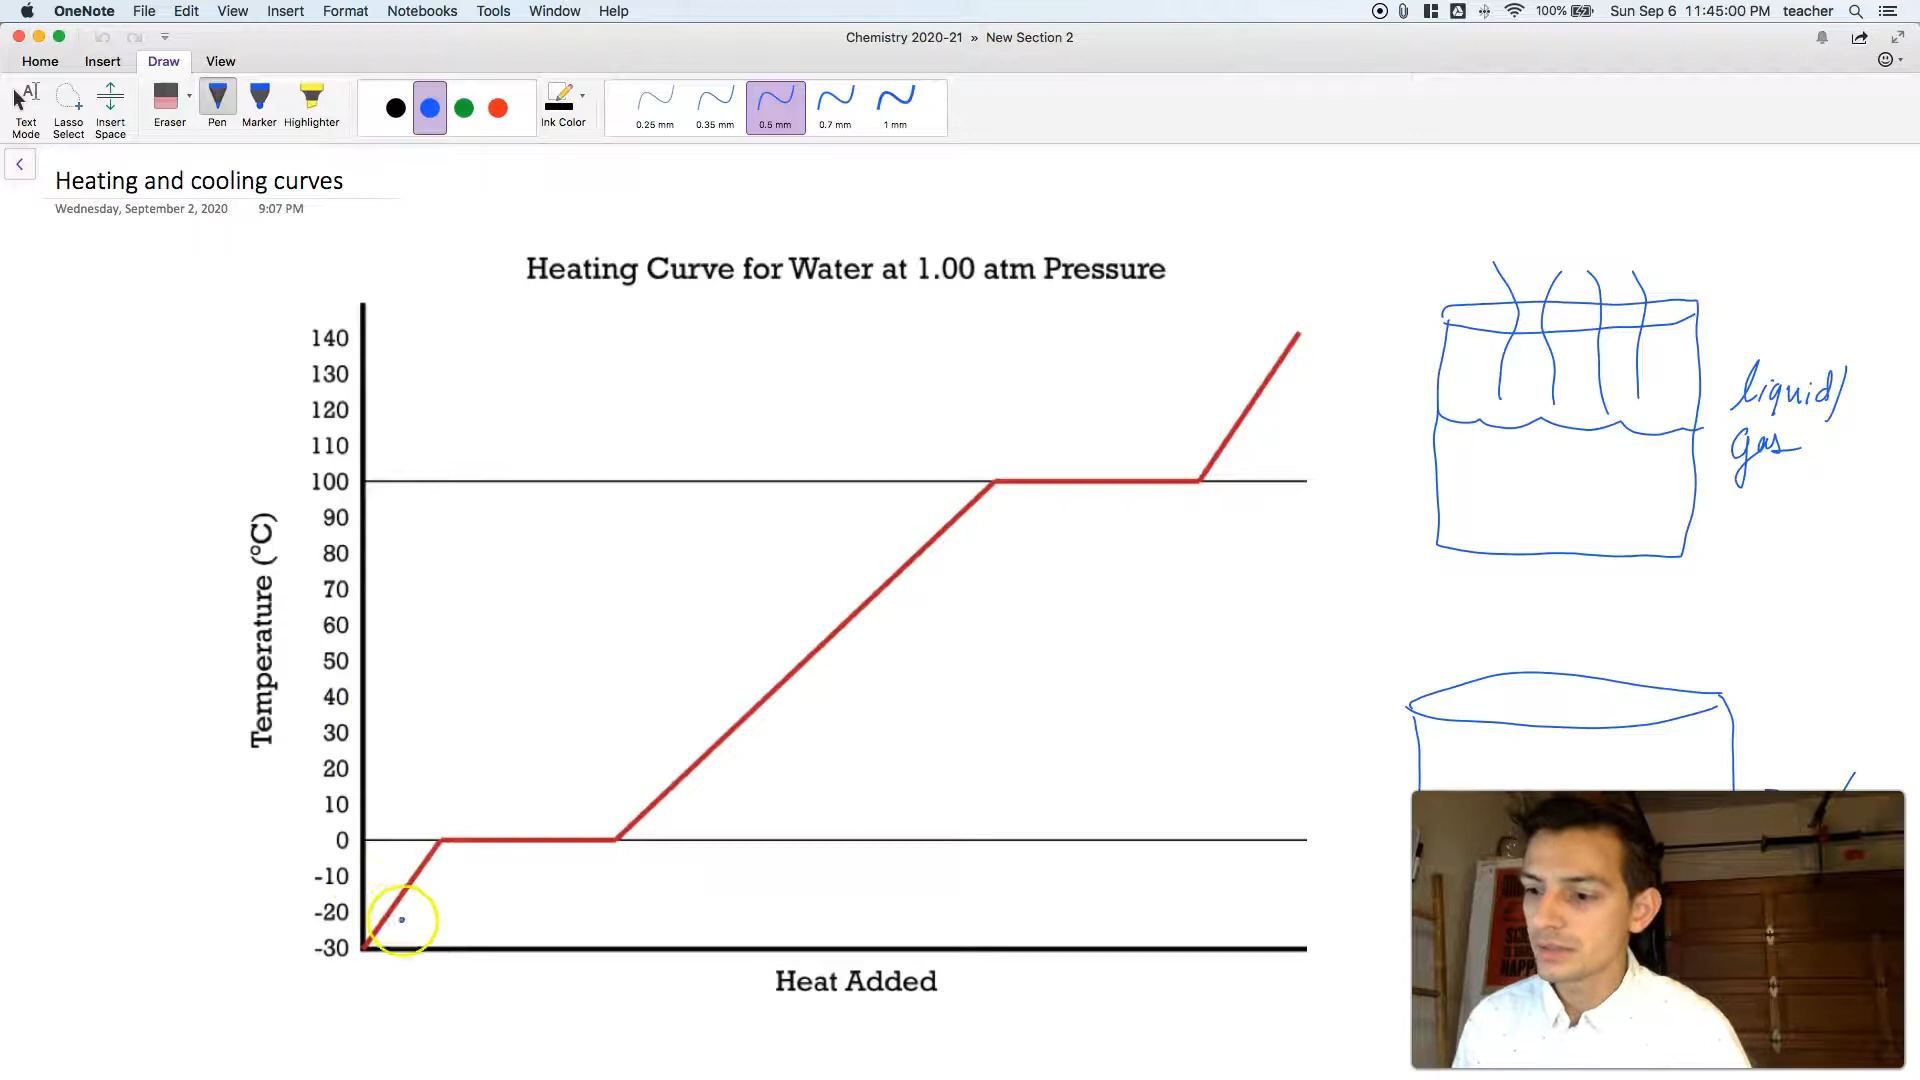 OneNote File Edit View Insert Format Notebooks Tools Window Help
100% Sun Sep 6 11:45:00 PM teacher
Chemistry 2020-21 » New Section 2
Home Insert Draw View
Text Mode
Lasso Select
Insert Space
Eraser
Pen
Marker
Highlighter
Ink Color
0.25 mm
0.35 mm
0.5 mm
0.7 mm
1 mm
Heating and cooling curves
Wednesday, September 2, 2020 9:07 PM
Heating Curve for Water at 1.00 atm Pressure
140
130
120
110
100
90
80
70
60
50
40
30
20
10
0
-10
-20
-30
Temperature (°C)
Heat Added
liquid/
gas